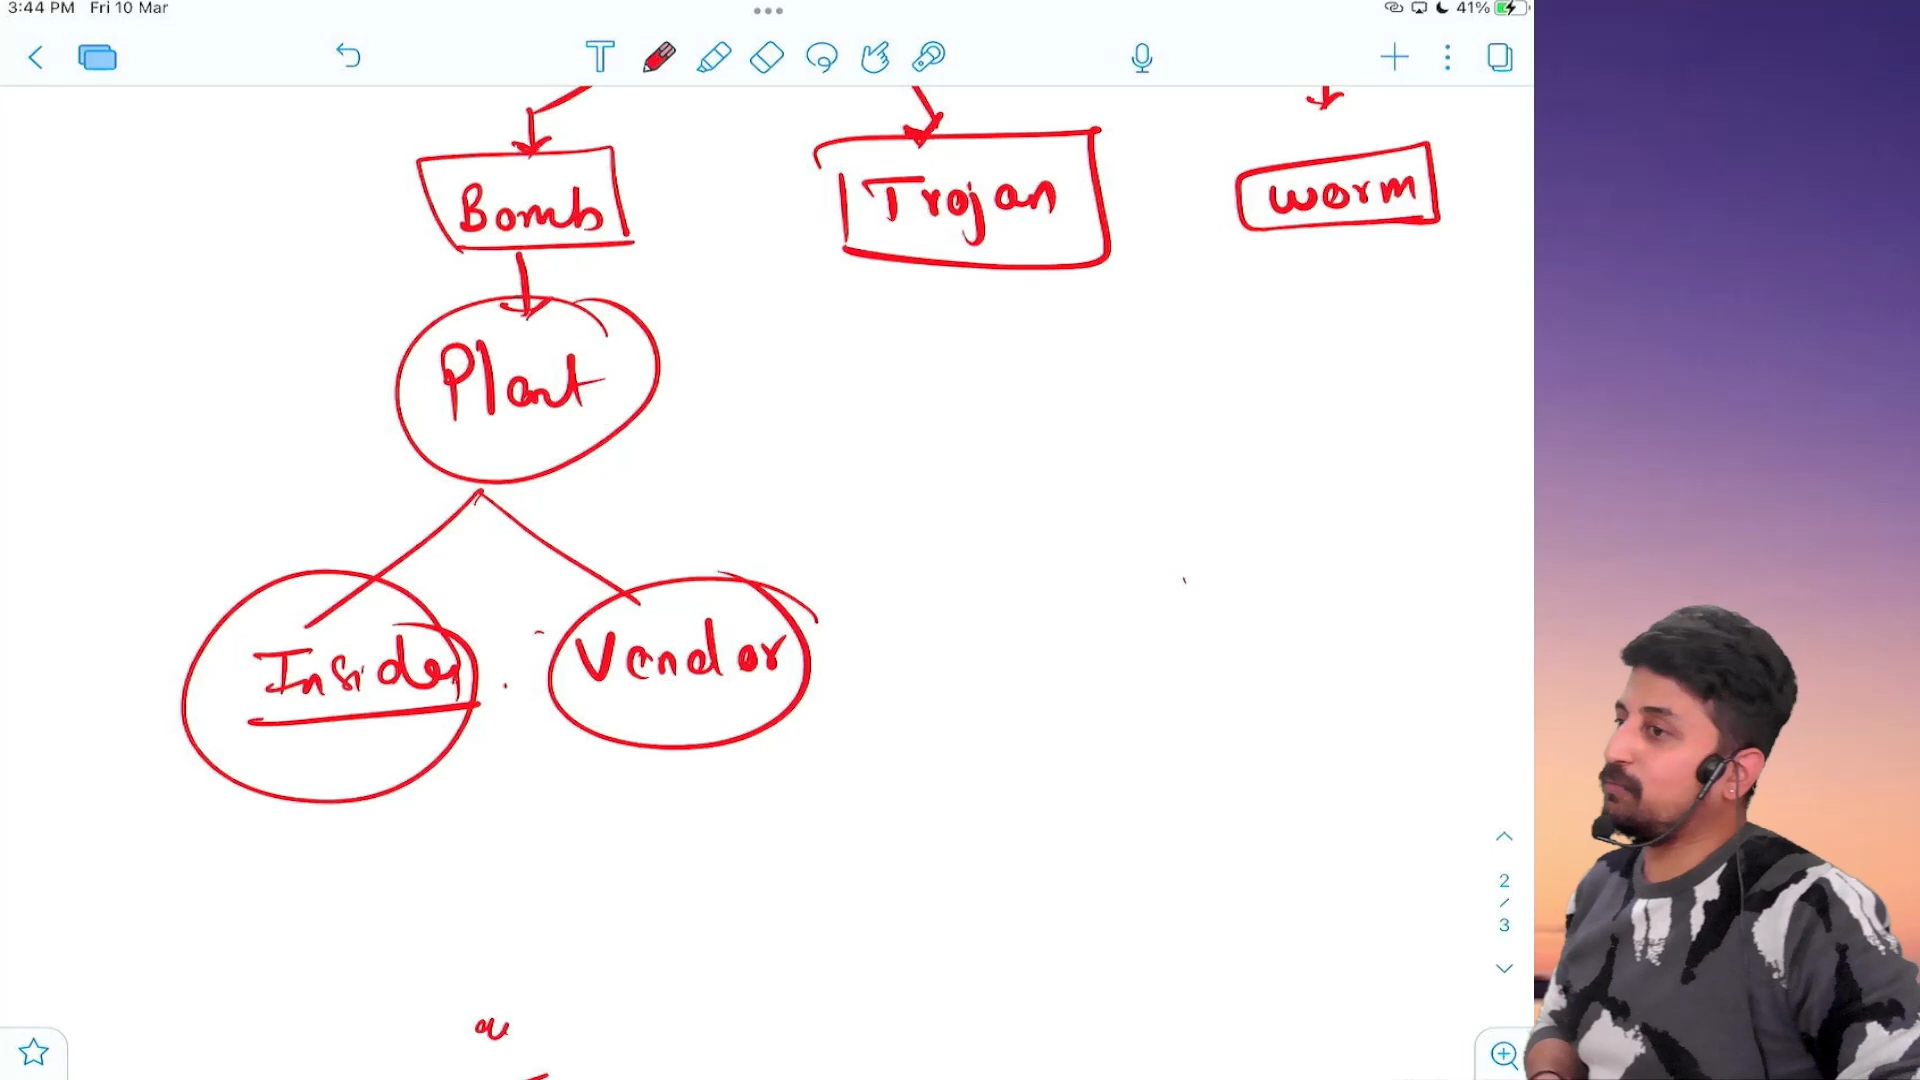 3:44 PM Fri 10 Mar
41%
T
Bomb
Trojan
worm
Plant
Insider
Vendor
2
/
3